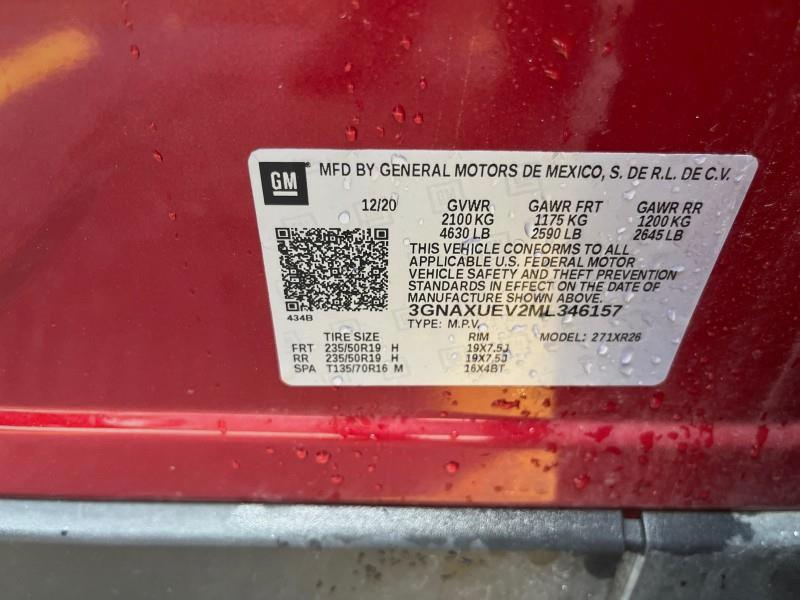 GM MFD BY GENERAL MOTORS DE MEXICO, S. DE R.L. DE C.V.
12/20 GVWR GAWR FRT GAWR RR
2100 KG 1175 KG 1200 KG
4630 LB 2590 LB 2645 LB
THIS VEHICLE CONFORMS TO ALL
APPLICABLE U.S. FEDERAL MOTOR
VEHICLE SAFETY AND THEFT PREVENTION
STANDARDS IN EFFECT ON THE DATE OF
MANUFACTURE SHOWN ABOVE.
434B 3GNAXUEV2ML346157
TYPE: M.P.V. MODEL: 271XR26
TIRE SIZE RIM
FRT 235/50R19 H 19X7.5J
RR 235/50R19 H 19X7.5J
SPA T135/70R16 M 16X4BT